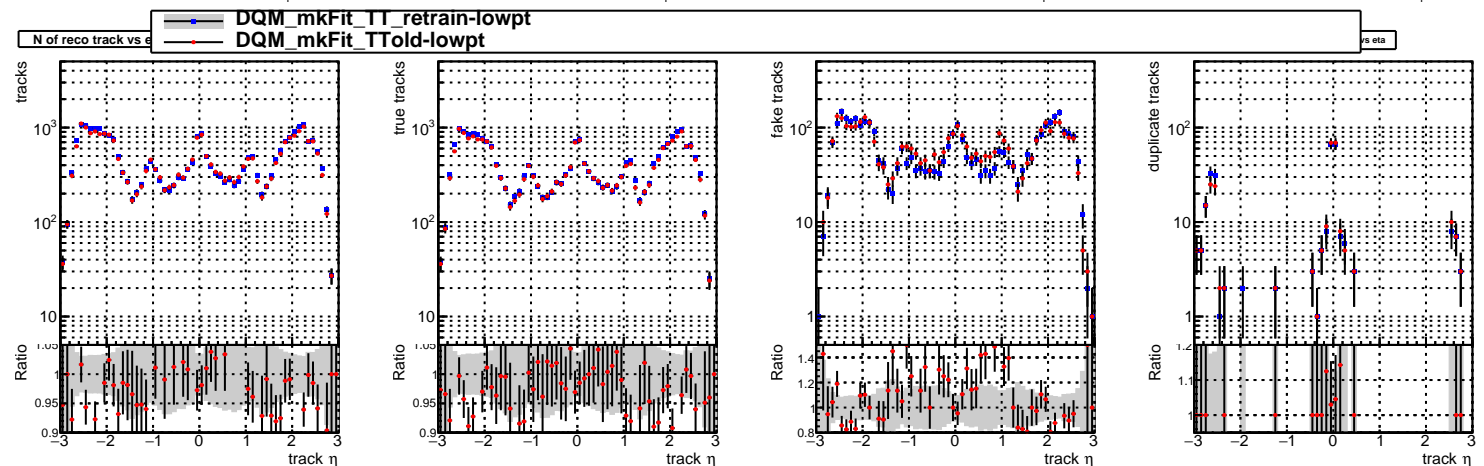 DQM_mkFit_TT_retrain-lowpt
DQM_mkFit_TTold-lowpt
N of reco track vs e
vs eta
tracks
10³
10²
10
Ratio
1.05
1
0.95
0.9
−3 −2 −1 0 1 2 3
track η
true tracks
10³
10²
10
Ratio
1.05
1
0.95
0.9
−3 −2 −1 0 1 2 3
track η
fake tracks
10²
10
1
Ratio
1.4
1.2
1
0.8
−3 −2 −1 0 1 2 3
track η
duplicate tracks
10²
10
1
Ratio
1.2
1.1
1
−3 −2 −1 0 1 2 3
track η